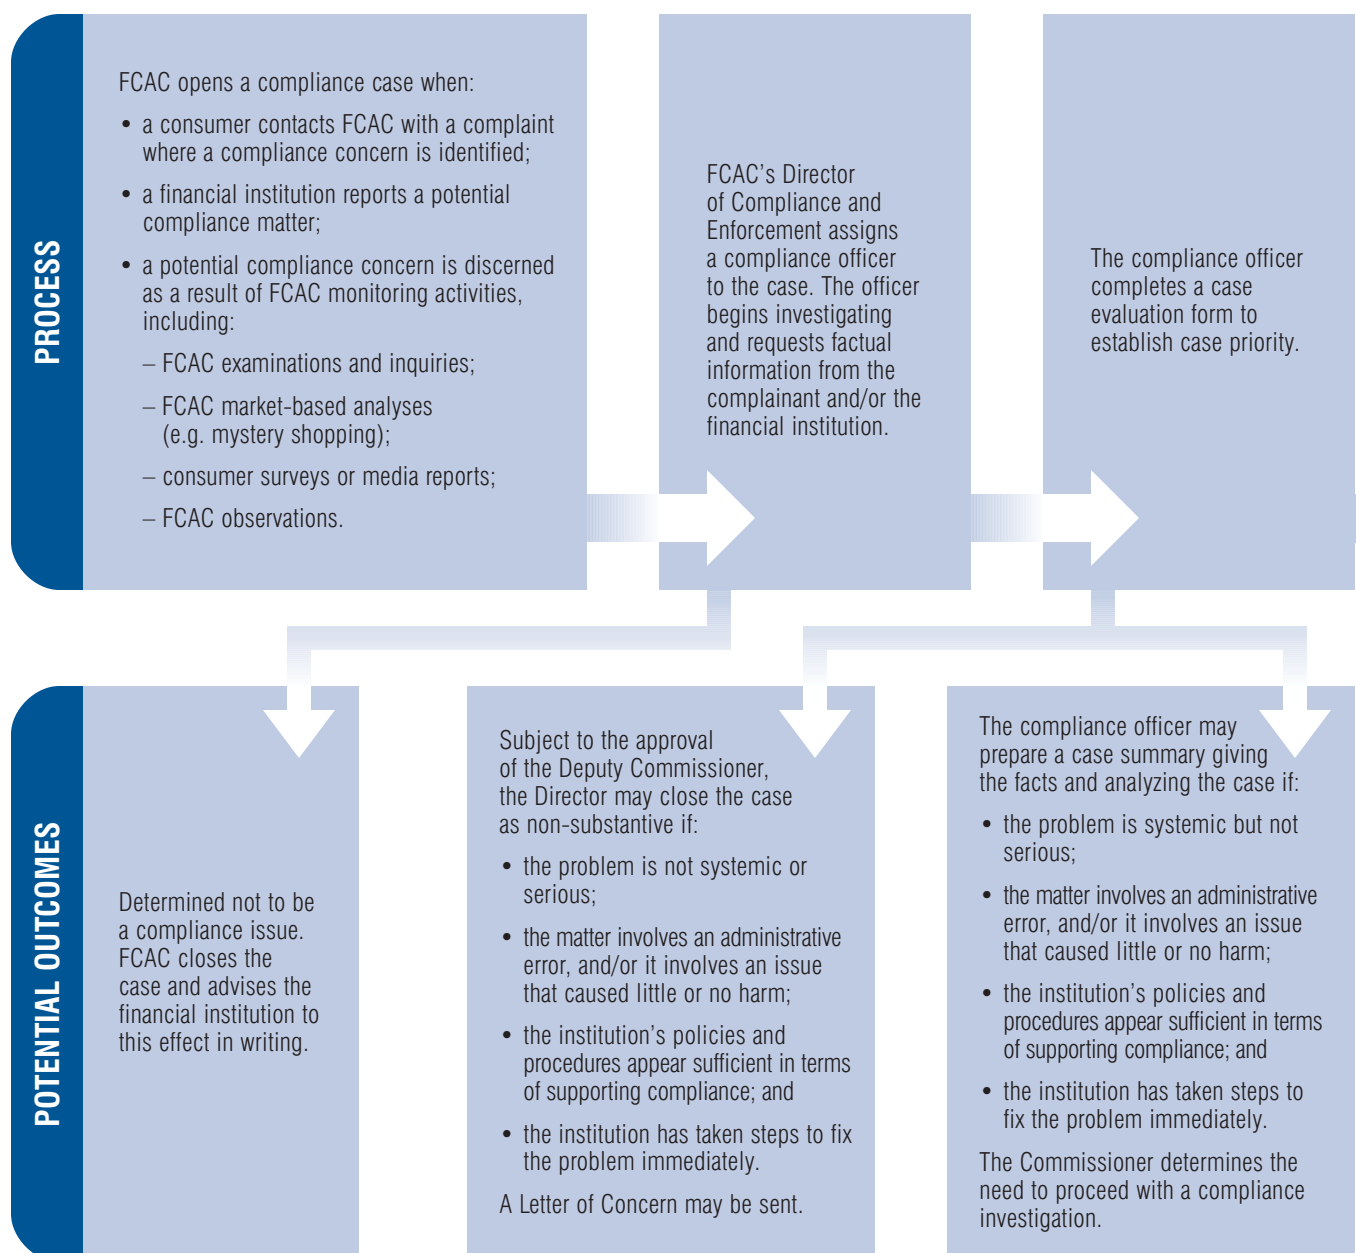 PROCESS
FCAC opens a compliance case when:
• a consumer contacts FCAC with a complaint
where a compliance concern is identified;
• a financial institution reports a potential
compliance matter;
• a potential compliance concern is discerned
as a result of FCAC monitoring activities,
including:
– FCAC examinations and inquiries;
– FCAC market-based analyses
(e.g. mystery shopping);
– consumer surveys or media reports;
– FCAC observations.
FCAC’s Director
of Compliance and
Enforcement assigns
a compliance officer
to the case. The officer
begins investigating
and requests factual
information from the
complainant and/or the
financial institution.
The compliance officer
completes a case
evaluation form to
establish case priority.
POTENTIAL OUTCOMES
Determined not to be
a compliance issue.
FCAC closes the
case and advises the
financial institution to
this effect in writing.
Subject to the approval
of the Deputy Commissioner,
the Director may close the case
as non-substantive if:
• the problem is not systemic or
serious;
• the matter involves an administrative
error, and/or it involves an issue
that caused little or no harm;
• the institution’s policies and
procedures appear sufficient in terms
of supporting compliance; and
• the institution has taken steps to fix
the problem immediately.
A Letter of Concern may be sent.
The compliance officer may
prepare a case summary giving
the facts and analyzing the case if:
• the problem is systemic but not
serious;
• the matter involves an administrative
error, and/or it involves an issue
that caused little or no harm;
• the institution’s policies and
procedures appear sufficient in terms
of supporting compliance; and
• the institution has taken steps to
fix the problem immediately.
The Commissioner determines the
need to proceed with a compliance
investigation.